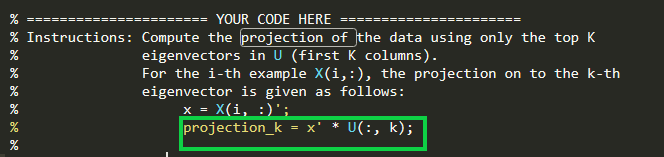 % ====================== YOUR CODE HERE ======================
% Instructions: Compute the projection of the data using only the top K
% eigenvectors in U (first K columns).
% For the i-th example X(i,:), the projection on to the k-th
% eigenvector is given as follows:
% x = X(i, :)';
% projection_k = x' * U(:, k);
%